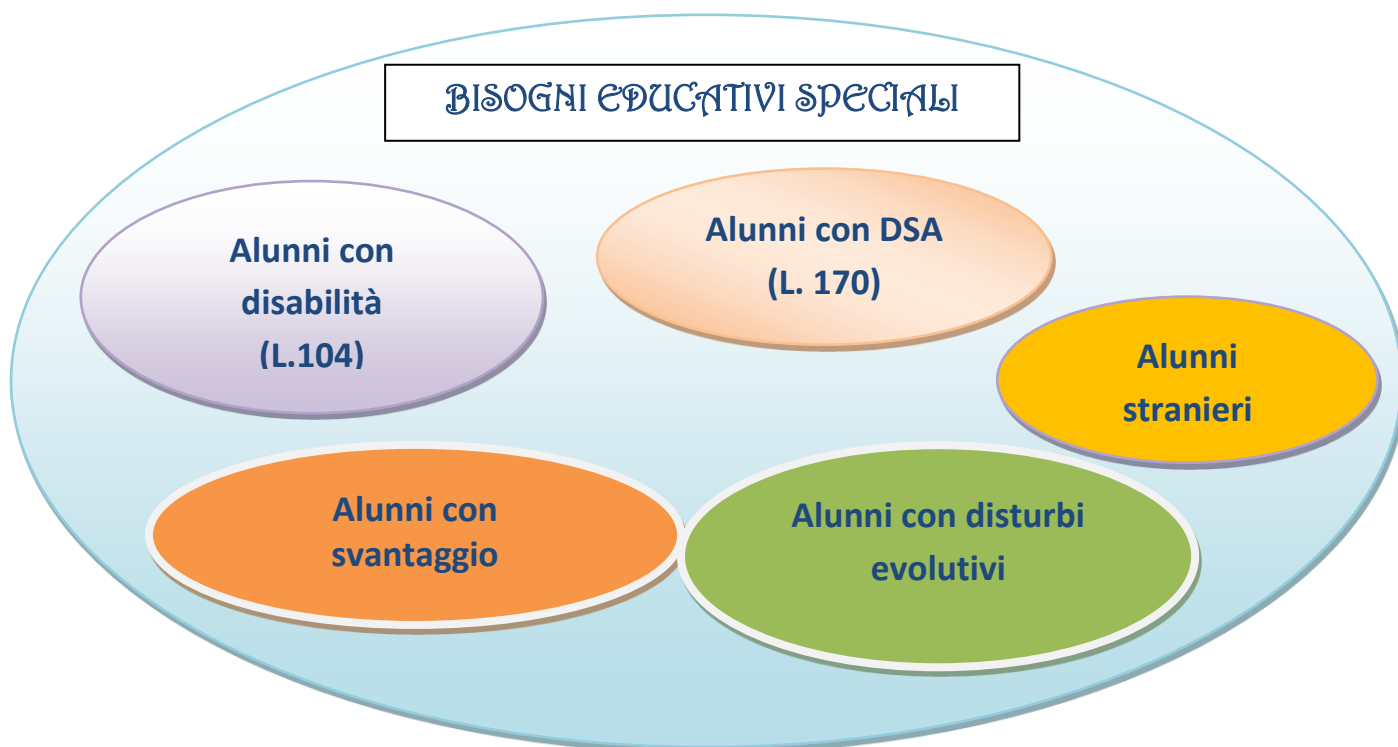 BISOGNI EDUCATIVI SPECIALI
Alunni con
disabilità
(L.104)
Alunni con DSA
(L. 170)
Alunni
stranieri
Alunni con
svantaggio
Alunni con disturbi
evolutivi